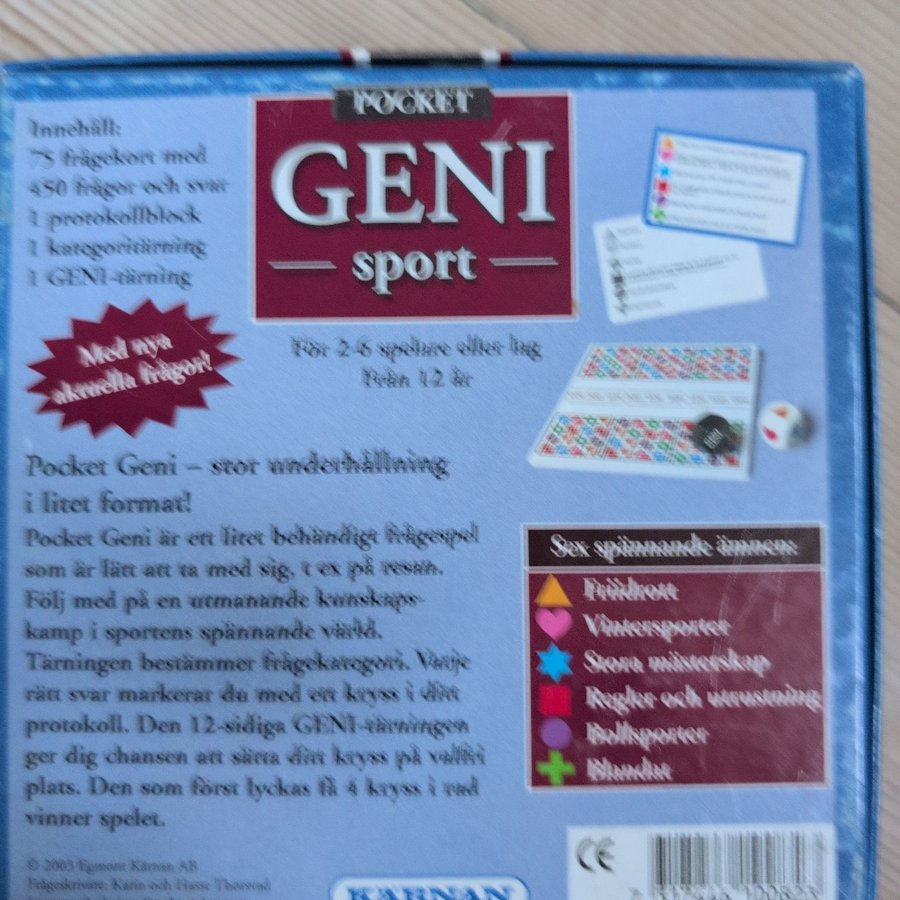 Innehåll:
75 frågekort med
450 frågor och svar
1 protokollblock
1 kategoritärning
1 GENI-tärning
POCKET
GENI
sport
Med nya
aktuella frågor!
För 2-6 spelare eller lag
Från 12 år
Pocket Geni – stor underhållning
i litet format!
Pocket Geni är ett litet behändigt frågespel
som är lätt att ta med sig, t ex på resan.
Följ med på en utmanande kunskaps-
kamp i sportens spännande värld.
Tärningen bestämmer frågekategori. Varje
rätt svar markerar du med ett kryss i ditt
protokoll. Den 12-sidiga GENI-tärningen
ger dig chansen att sätta ditt kryss på valfri
plats. Den som först lyckas få 4 kryss i rad
vinner spelet.
Sex spännande ämnen:
Friidrott
Vintersporter
Stora mästerskap
Regler och utrustning
Bollsporter
Blandat
© 2003 Egmont Kärnan AB
Frågeskrivare: Karin och Hasse Thorstrad
KÄRNAN
CE